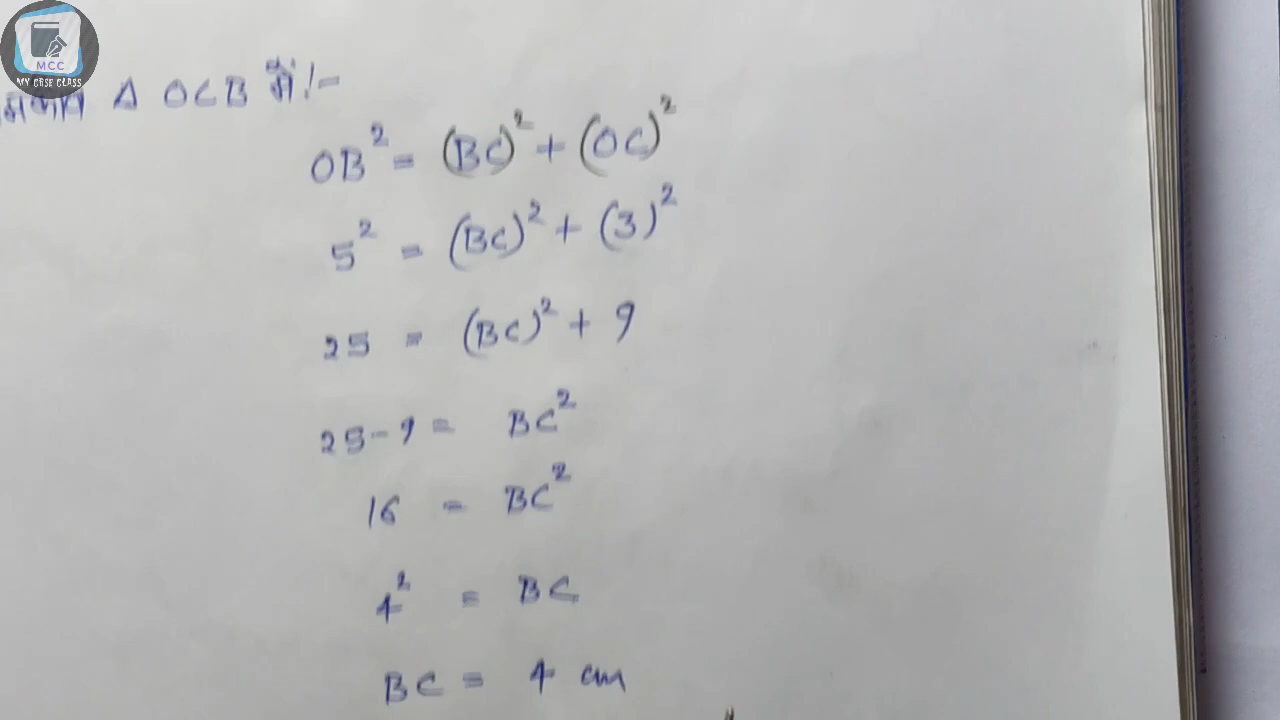 MCC
MY CBSE CLASS
Δ OCB में :-
OB² = (BC)² + (OC)²
5² = (BC)² + (3)²
25 = (BC)² + 9
25-9 = BC²
16 = BC²
4² = BC
BC = 4 cm